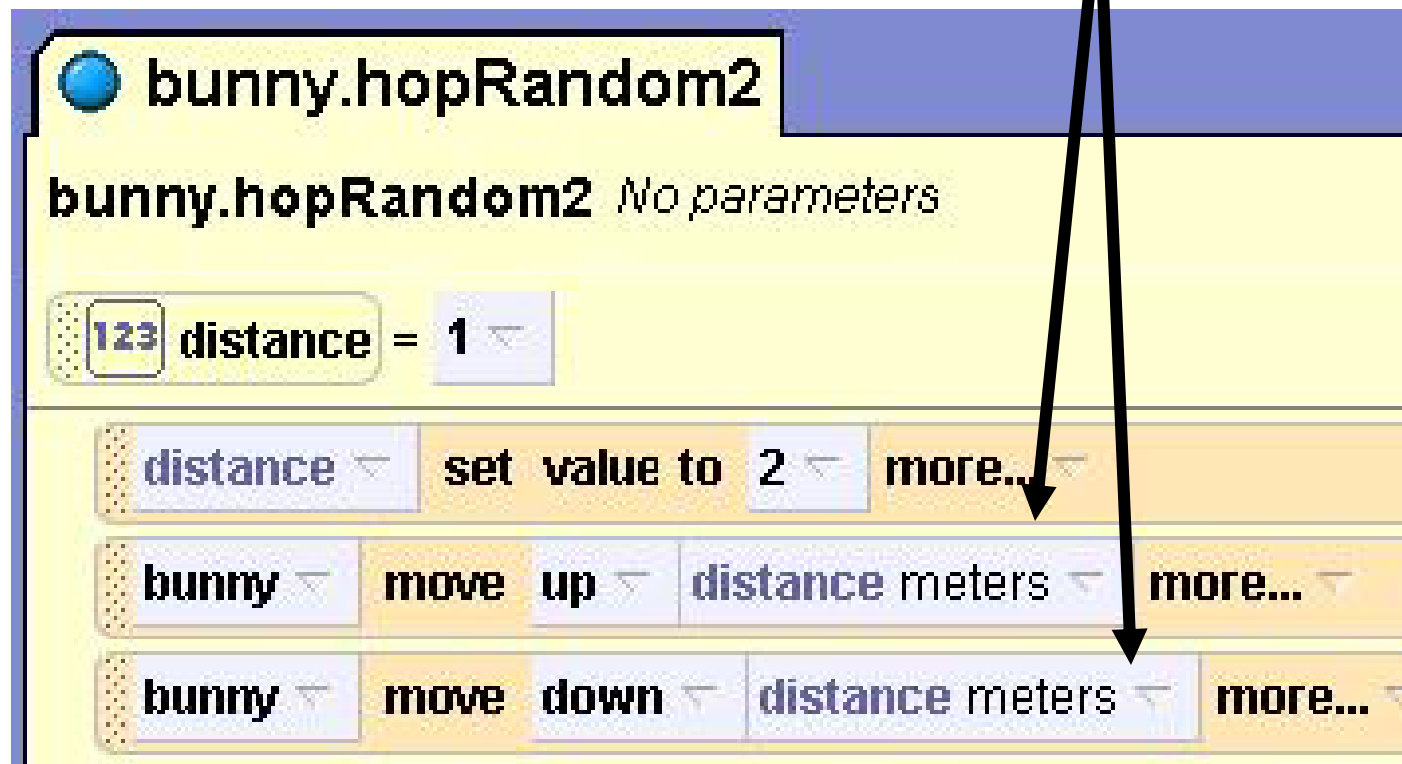 bunny.hopRandom2
bunny.hopRandom2 No parameters
123 distance = 1
distance set value to 2 more...
bunny move up distance meters more...
bunny move down distance meters more...